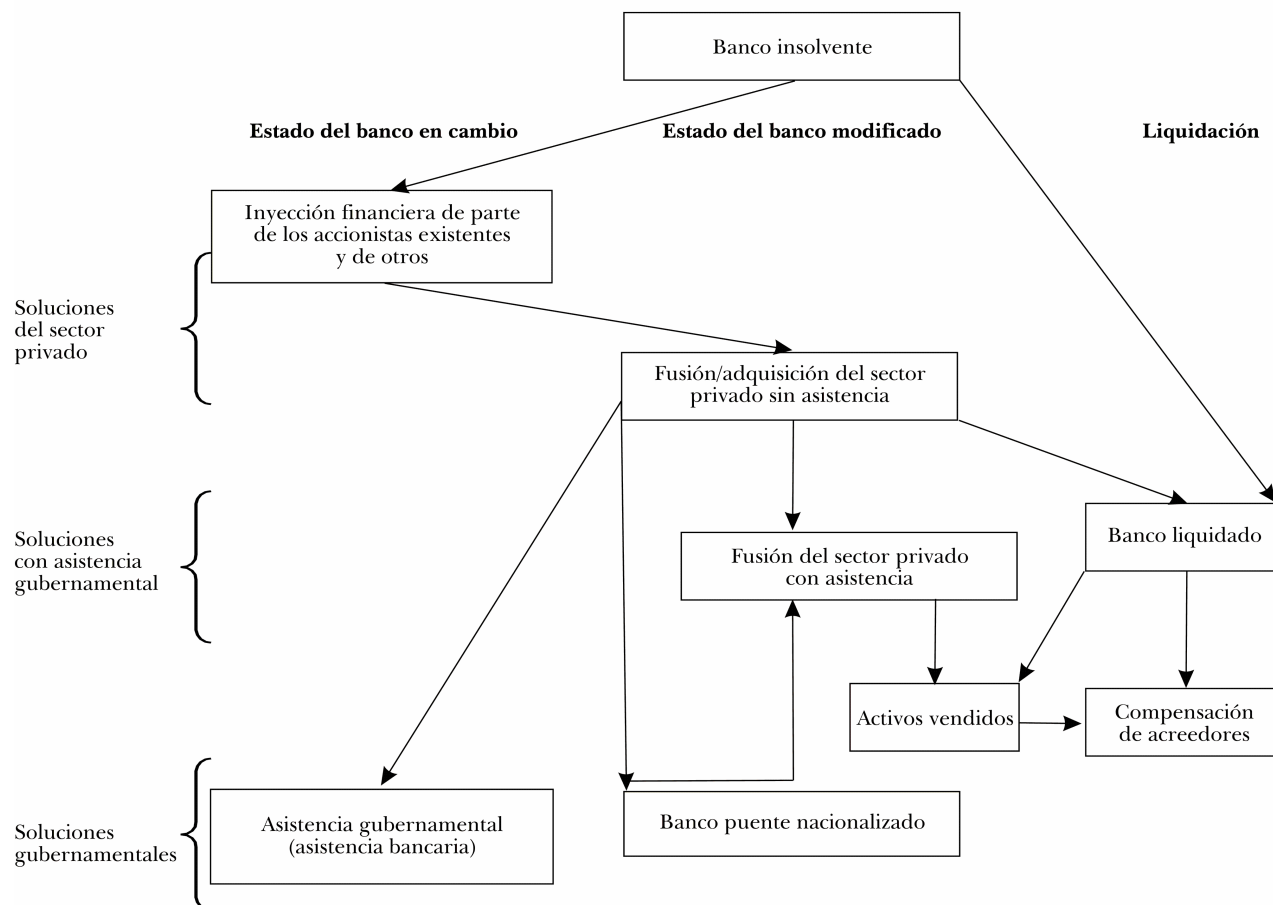 Banco insolvente
Estado del banco en cambio
Estado del banco modificado
Liquidación
Inyección financiera de parte
de los accionistas existentes
y de otros
Soluciones
del sector
privado
Fusión/adquisición del sector
privado sin asistencia
Soluciones
con asistencia
gubernamental
Fusión del sector privado
con asistencia
Banco liquidado
Activos vendidos
Compensación
de acreedores
Soluciones
gubernamentales
Asistencia gubernamental
(asistencia bancaria)
Banco puente nacionalizado